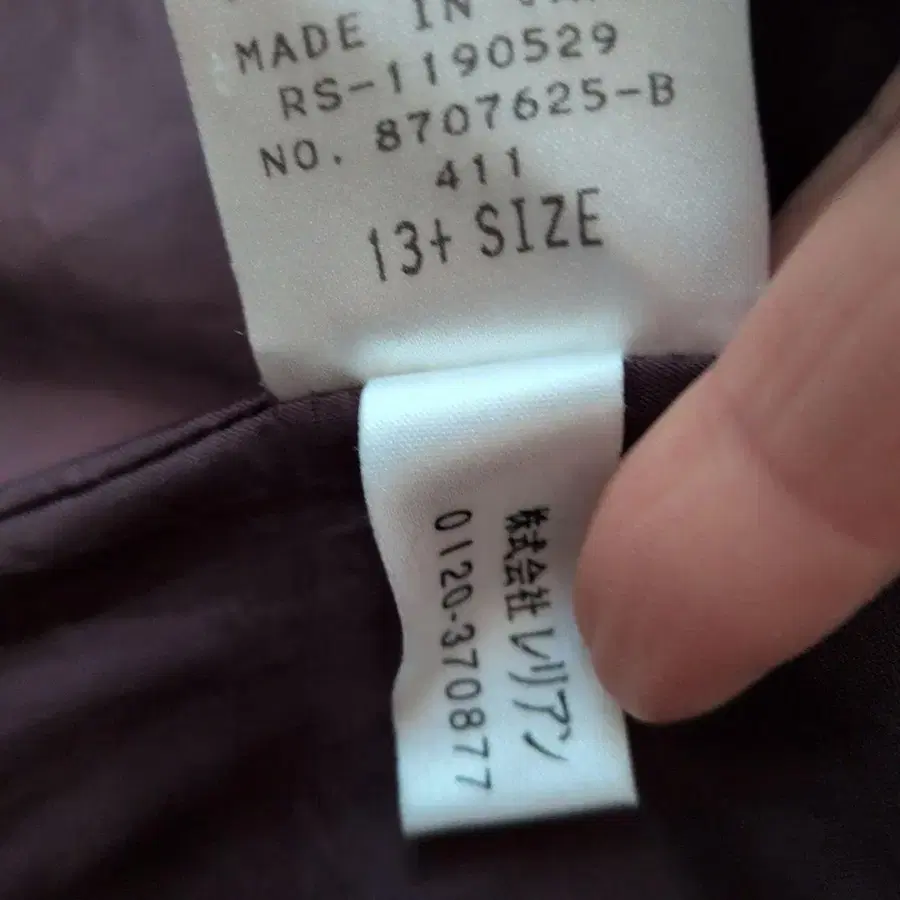 MADE IN
RS-1190529
NO. 8707625-B
411
13+ SIZE
株式会社レリアン
0120-370877